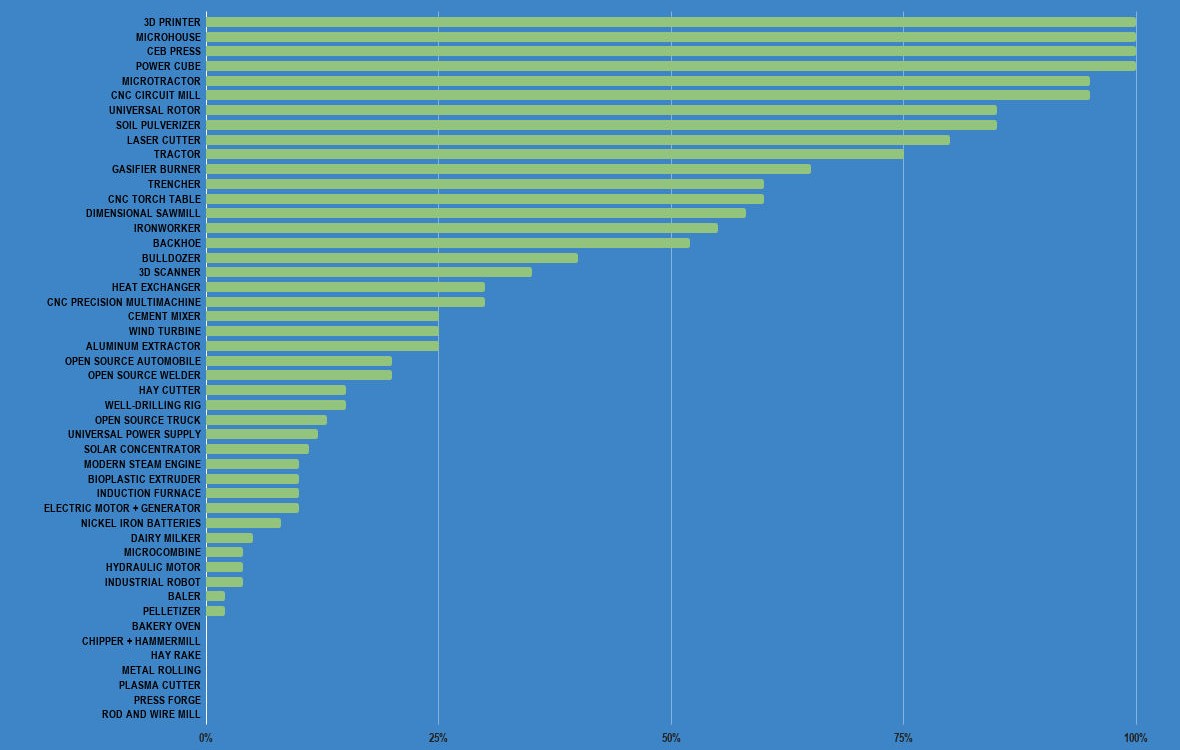 3D PRINTER
MICROHOUSE
CEB PRESS
POWER CUBE
MICROTRACTOR
CNC CIRCUIT MILL
UNIVERSAL ROTOR
SOIL PULVERIZER
LASER CUTTER
TRACTOR
GASIFIER BURNER
TRENCHER
CNC TORCH TABLE
DIMENSIONAL SAWMILL
IRONWORKER
BACKHOE
BULLDOZER
3D SCANNER
HEAT EXCHANGER
CNC PRECISION MULTIMACHINE
CEMENT MIXER
WIND TURBINE
ALUMINUM EXTRACTOR
OPEN SOURCE AUTOMOBILE
OPEN SOURCE WELDER
HAY CUTTER
WELL-DRILLING RIG
OPEN SOURCE TRUCK
UNIVERSAL POWER SUPPLY
SOLAR CONCENTRATOR
MODERN STEAM ENGINE
BIOPLASTIC EXTRUDER
INDUCTION FURNACE
ELECTRIC MOTOR + GENERATOR
NICKEL IRON BATTERIES
DAIRY MILKER
MICROCOMBINE
HYDRAULIC MOTOR
INDUSTRIAL ROBOT
BALER
PELLETIZER
BAKERY OVEN
CHIPPER + HAMMERMILL
HAY RAKE
METAL ROLLING
PLASMA CUTTER
PRESS FORGE
ROD AND WIRE MILL
0% 25% 50% 75% 100%